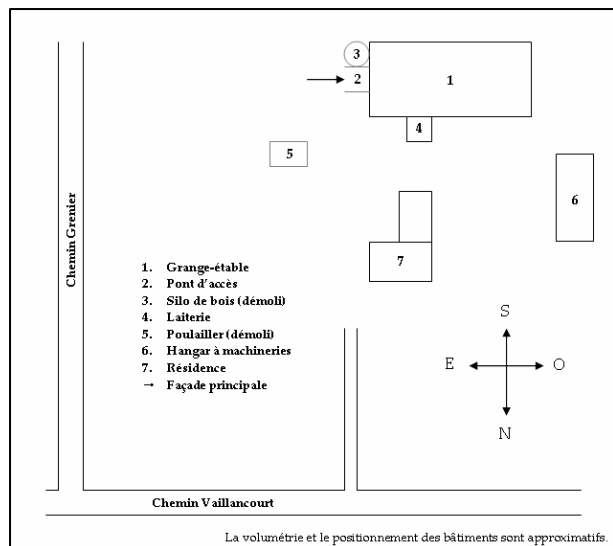 3
2
1
4
5
6
7
Chemin Grenier
1. Grange-étable
2. Pont d'accès
3. Silo de bois (démoli)
4. Laiterie
5. Poulailler (démoli)
6. Hangar à machineries
7. Résidence
→ Façade principale
S
E
O
N
Chemin Vaillancourt
La volumétrie et le positionnement des bâtiments sont approximatifs.